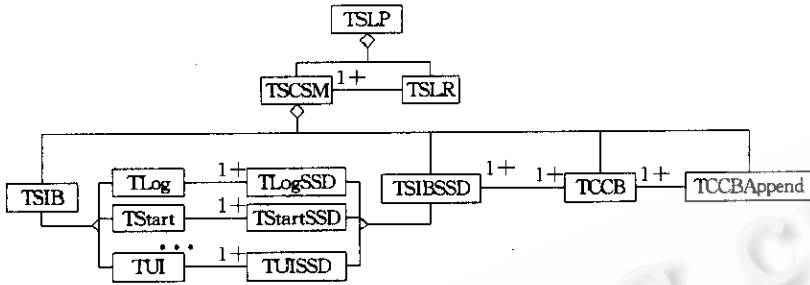 TSLP
TSCSM 1+ TSLR
TSIB TLog 1+ TLogSSD TSIBSSD 1+ 1+ TCCB 1+ TCCBAppend
TStart 1+ TStartSSD
...
TUI 1+ TUISSD